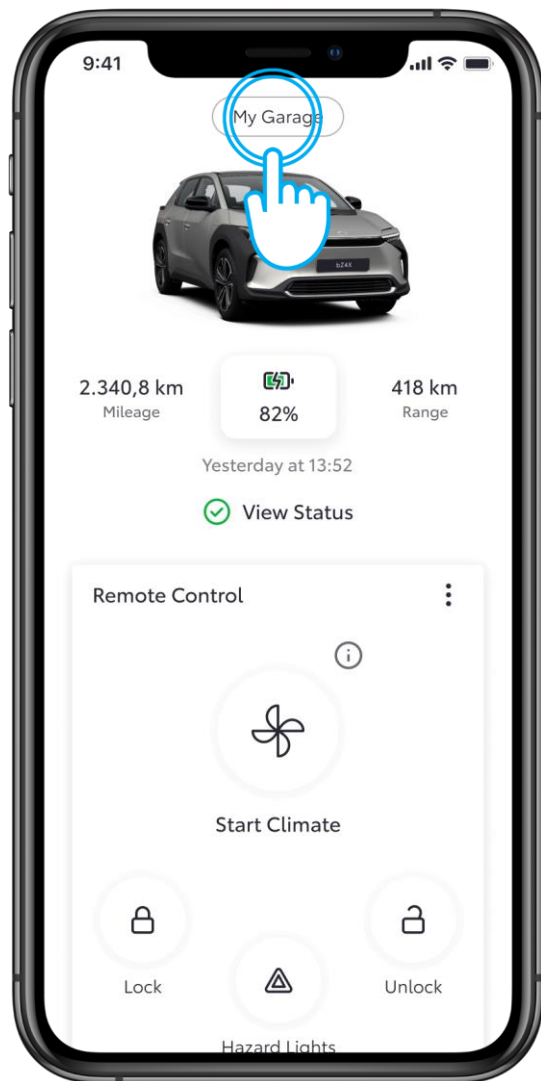 9:41
My Garage
bZ4X
2.340,8 km
Mileage
82%
418 km
Range
Yesterday at 13:52
View Status
Remote Control
Start Climate
Lock
Unlock
Hazard Lights